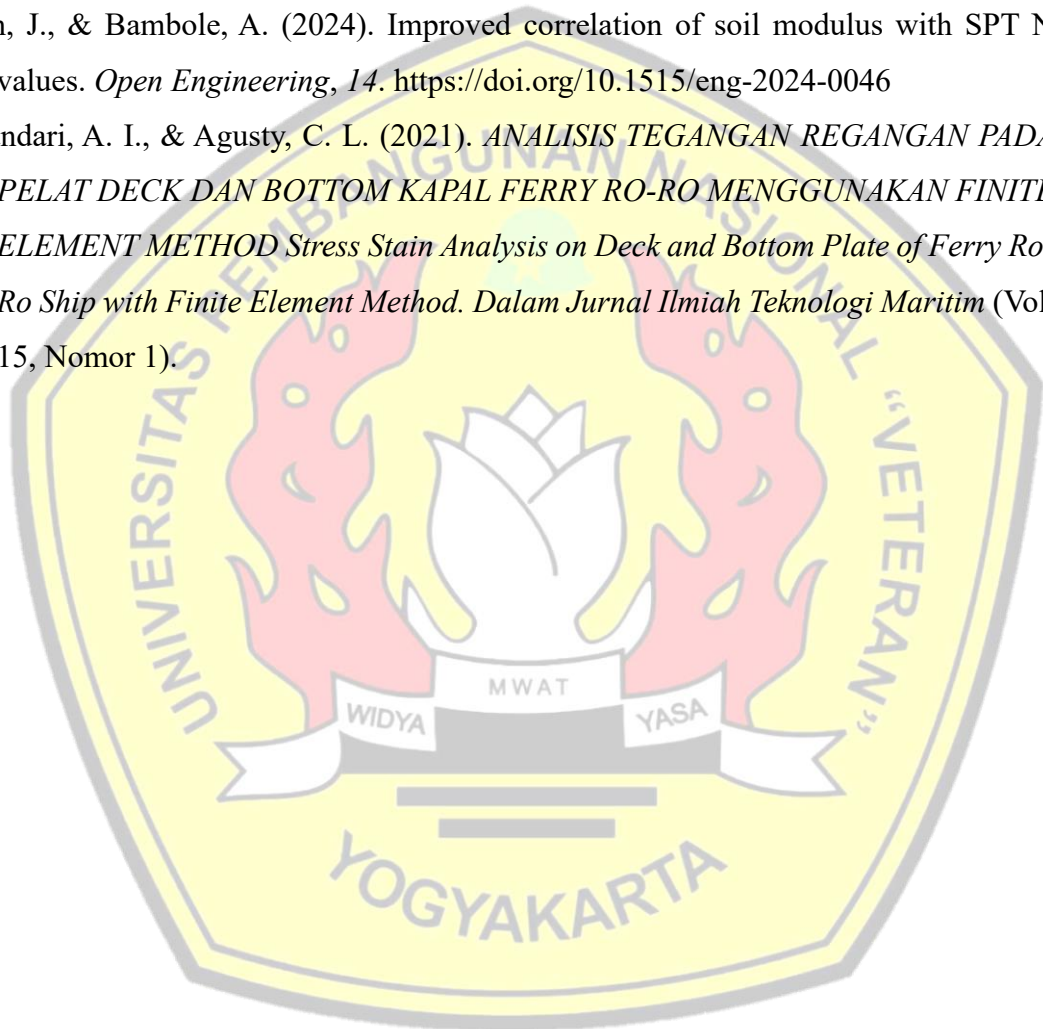 n, J., & Bambole, A. (2024). Improved correlation of soil modulus with SPT N
values. Open Engineering, 14. https://doi.org/10.1515/eng-2024-0046
ndari, A. I., & Agusty, C. L. (2021). ANALISIS TEGANGAN REGANGAN PADA
PELAT DECK DAN BOTTOM KAPAL FERRY RO-RO MENGGUNAKAN FINITE
ELEMENT METHOD Stress Stain Analysis on Deck and Bottom Plate of Ferry Ro
Ro Ship with Finite Element Method. Dalam Jurnal Ilmiah Teknologi Maritim (Vol
15, Nomor 1).
UNIVERSITAS PEMBANGUNAN NASIONAL "VETERAN"
MWAT
WIDYA YASA
YOGYAKARTA